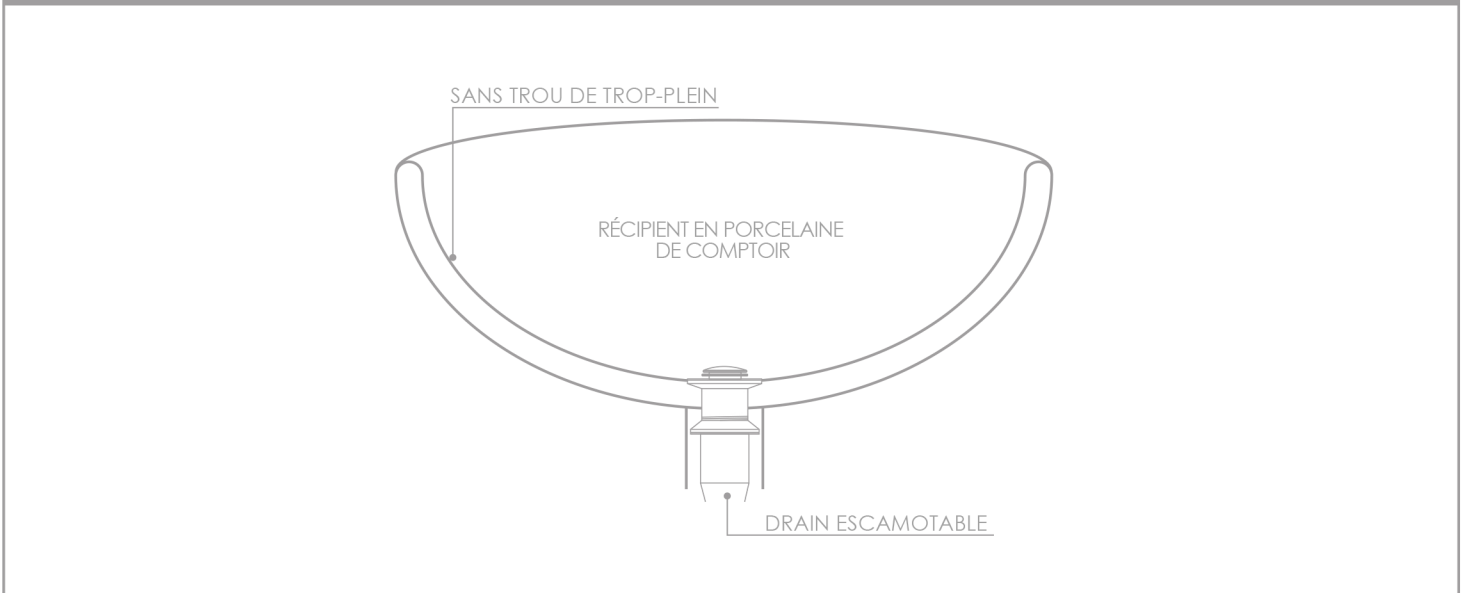 SANS TROU DE TROP-PLEIN
RÉCIPIENT EN PORCELAINE
DE COMPTOIR
DRAIN ESCAMOTABLE